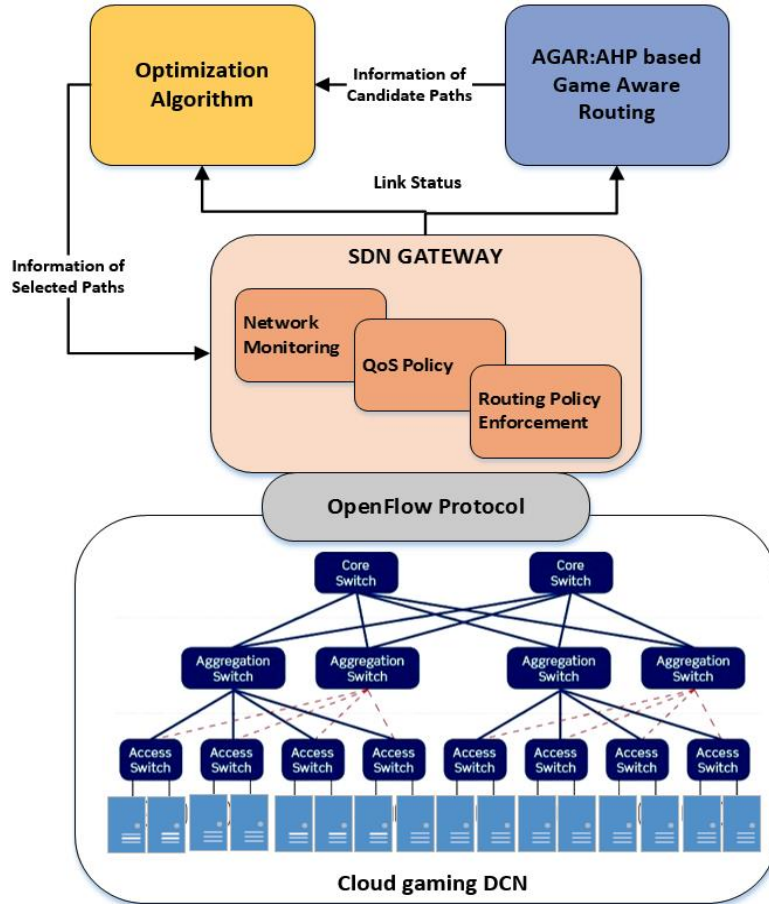 Optimization
Algorithm
Information of
Candidate Paths
AGAR:AHP based
Game Aware
Routing
Link Status
Information of
Selected Paths
SDN GATEWAY
Network
Monitoring
QoS Policy
Routing Policy
Enforcement
OpenFlow Protocol
Core
Switch
Core
Switch
Aggregation
Switch
Aggregation
Switch
Aggregation
Switch
Aggregation
Switch
Access
Switch
Access
Switch
Access
Switch
Access
Switch
Access
Switch
Access
Switch
Access
Switch
Access
Switch
Cloud gaming DCN